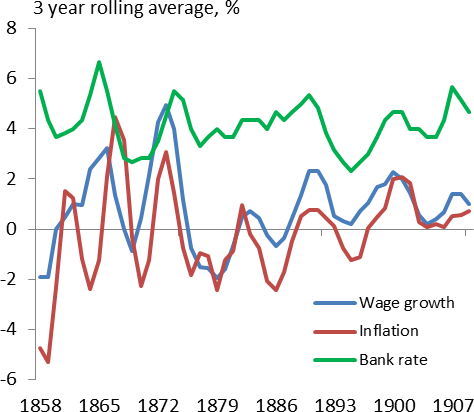 3 year rolling average, %
8
6
4
2
0
-2
-4
-6
Wage growth
Inflation
Bank rate
1858 1865 1872 1879 1886 1893 1900 1907